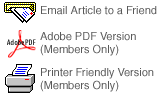 Email Article to a Friend
Adobe PDF
Adobe PDF Version
(Members Only)
Printer Friendly Version
(Members Only)